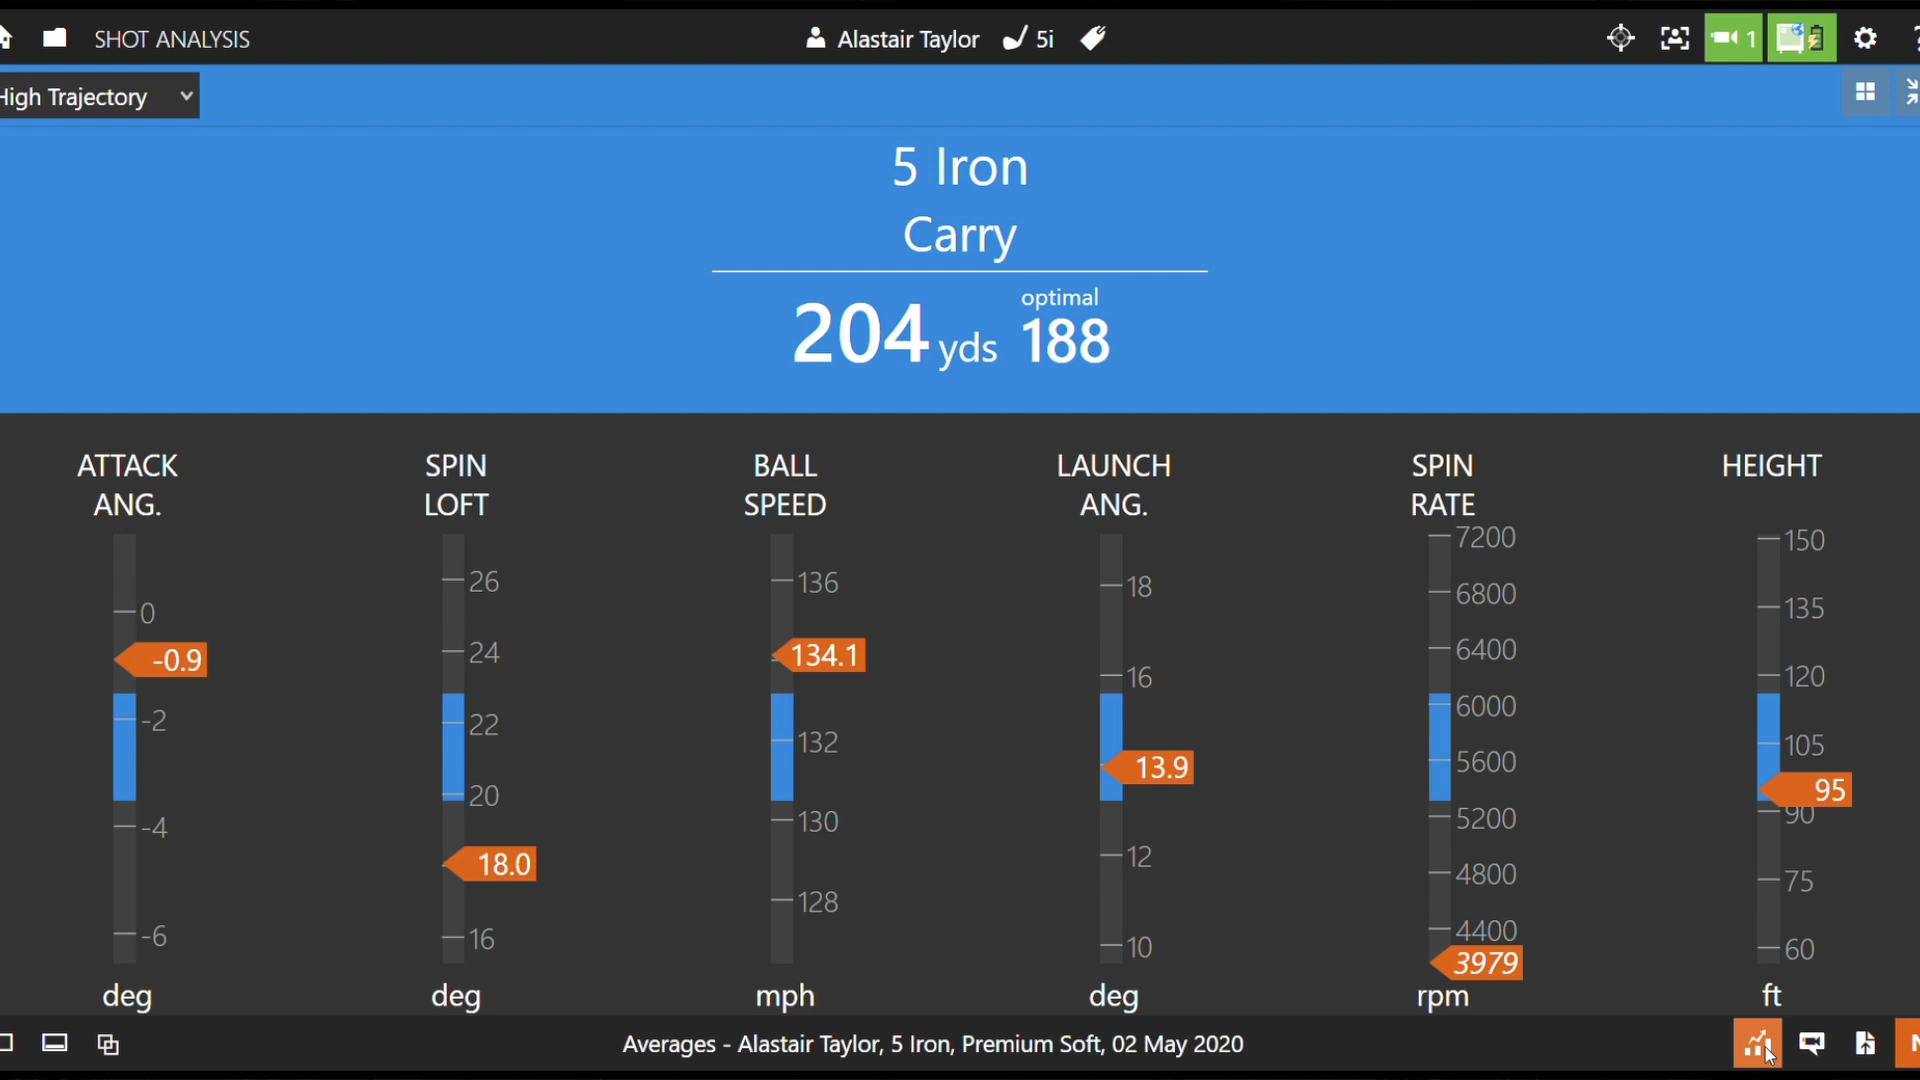 SHOT ANALYSIS
Alastair Taylor 5i
1
High Trajectory
5 Iron
Carry
204 yds
optimal
188
ATTACK
ANG.
0
-0.9
-2
-4
-6
deg
SPIN
LOFT
26
24
22
20
18.0
16
deg
BALL
SPEED
136
134.1
132
130
128
mph
LAUNCH
ANG.
18
16
13.9
12
10
deg
SPIN
RATE
7200
6800
6400
6000
5600
5200
4800
4400
3979
rpm
HEIGHT
150
135
120
105
95
90
75
60
ft
Averages - Alastair Taylor, 5 Iron, Premium Soft, 02 May 2020